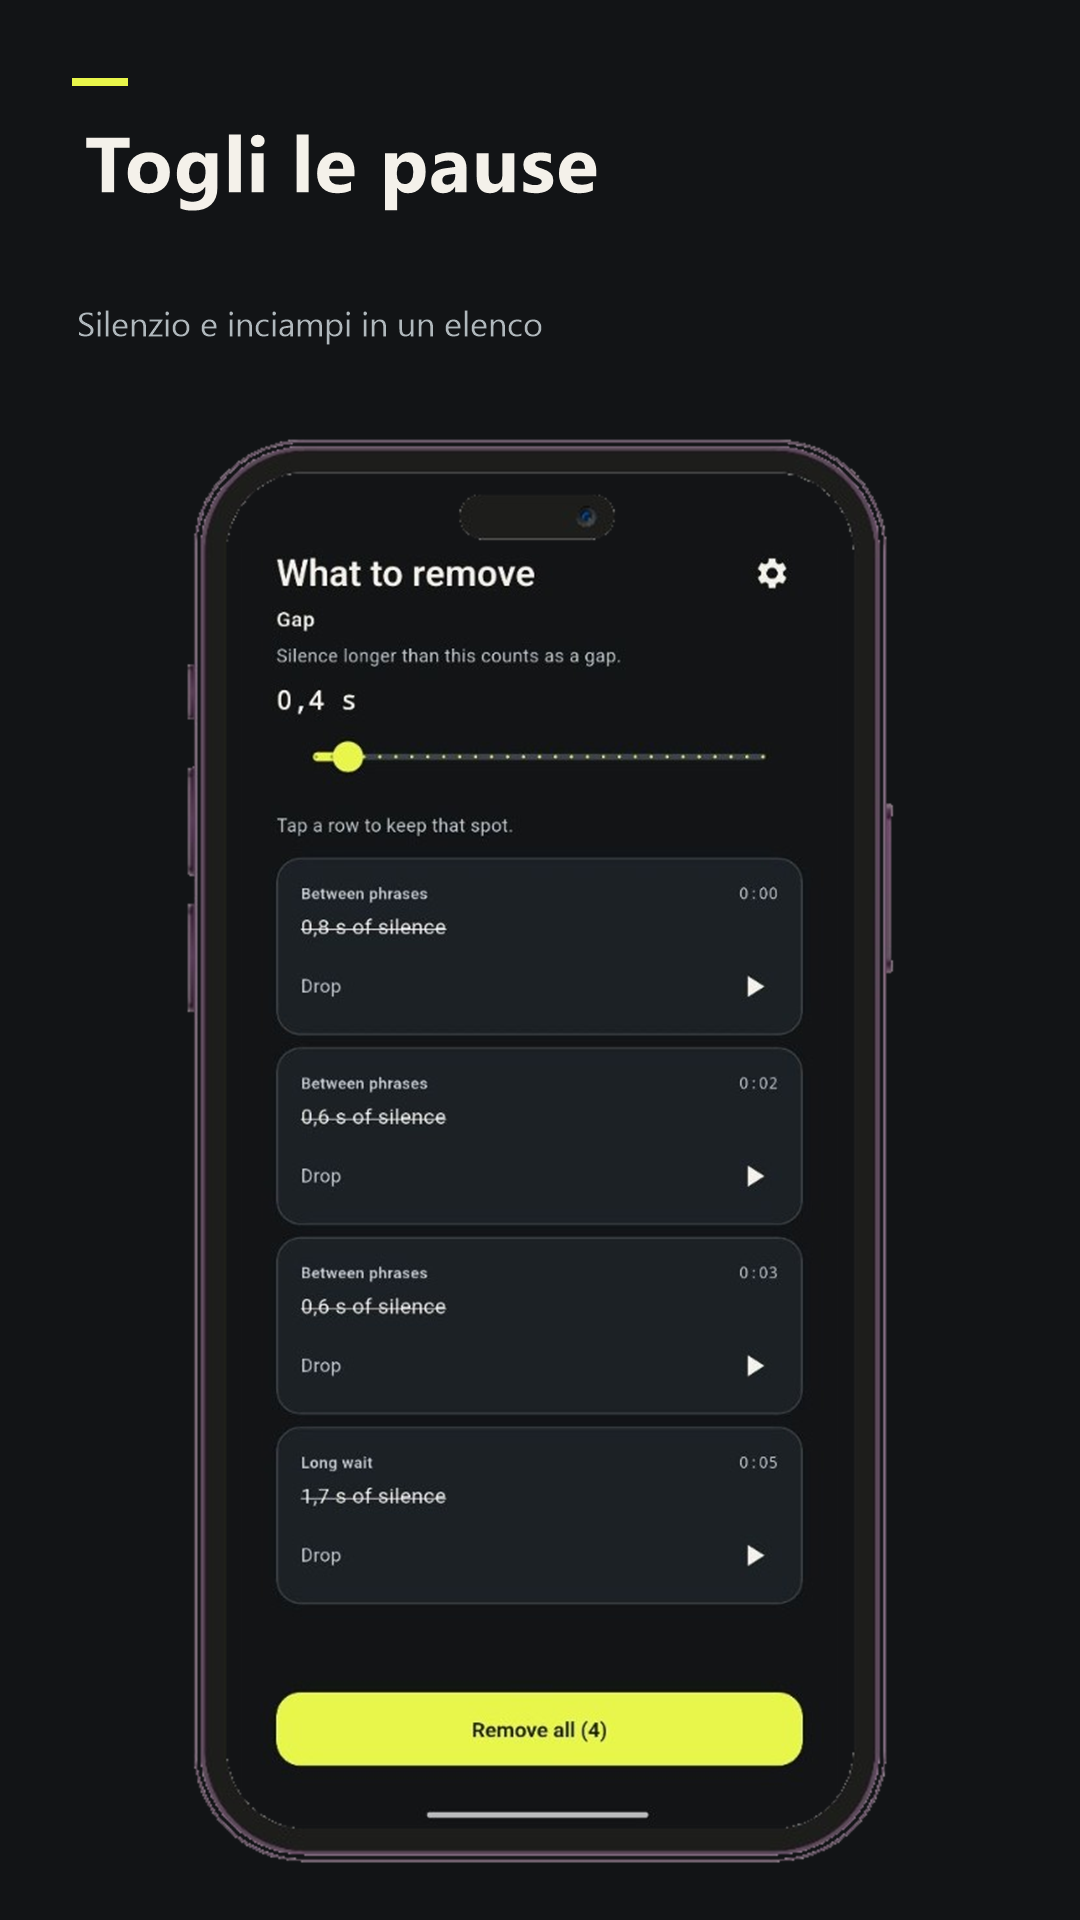 Togli le pause
Silenzio e inciampi in un elenco
What to remove
Gap
Silence longer than this counts as a gap.
0,4 s
Tap a row to keep that spot.
Between phrases 0:00
0,8 s of silence
Drop
Between phrases 0:02
0,6 s of silence
Drop
Between phrases 0:03
0,6 s of silence
Drop
Long wait 0:05
1,7 s of silence
Drop
Remove all (4)